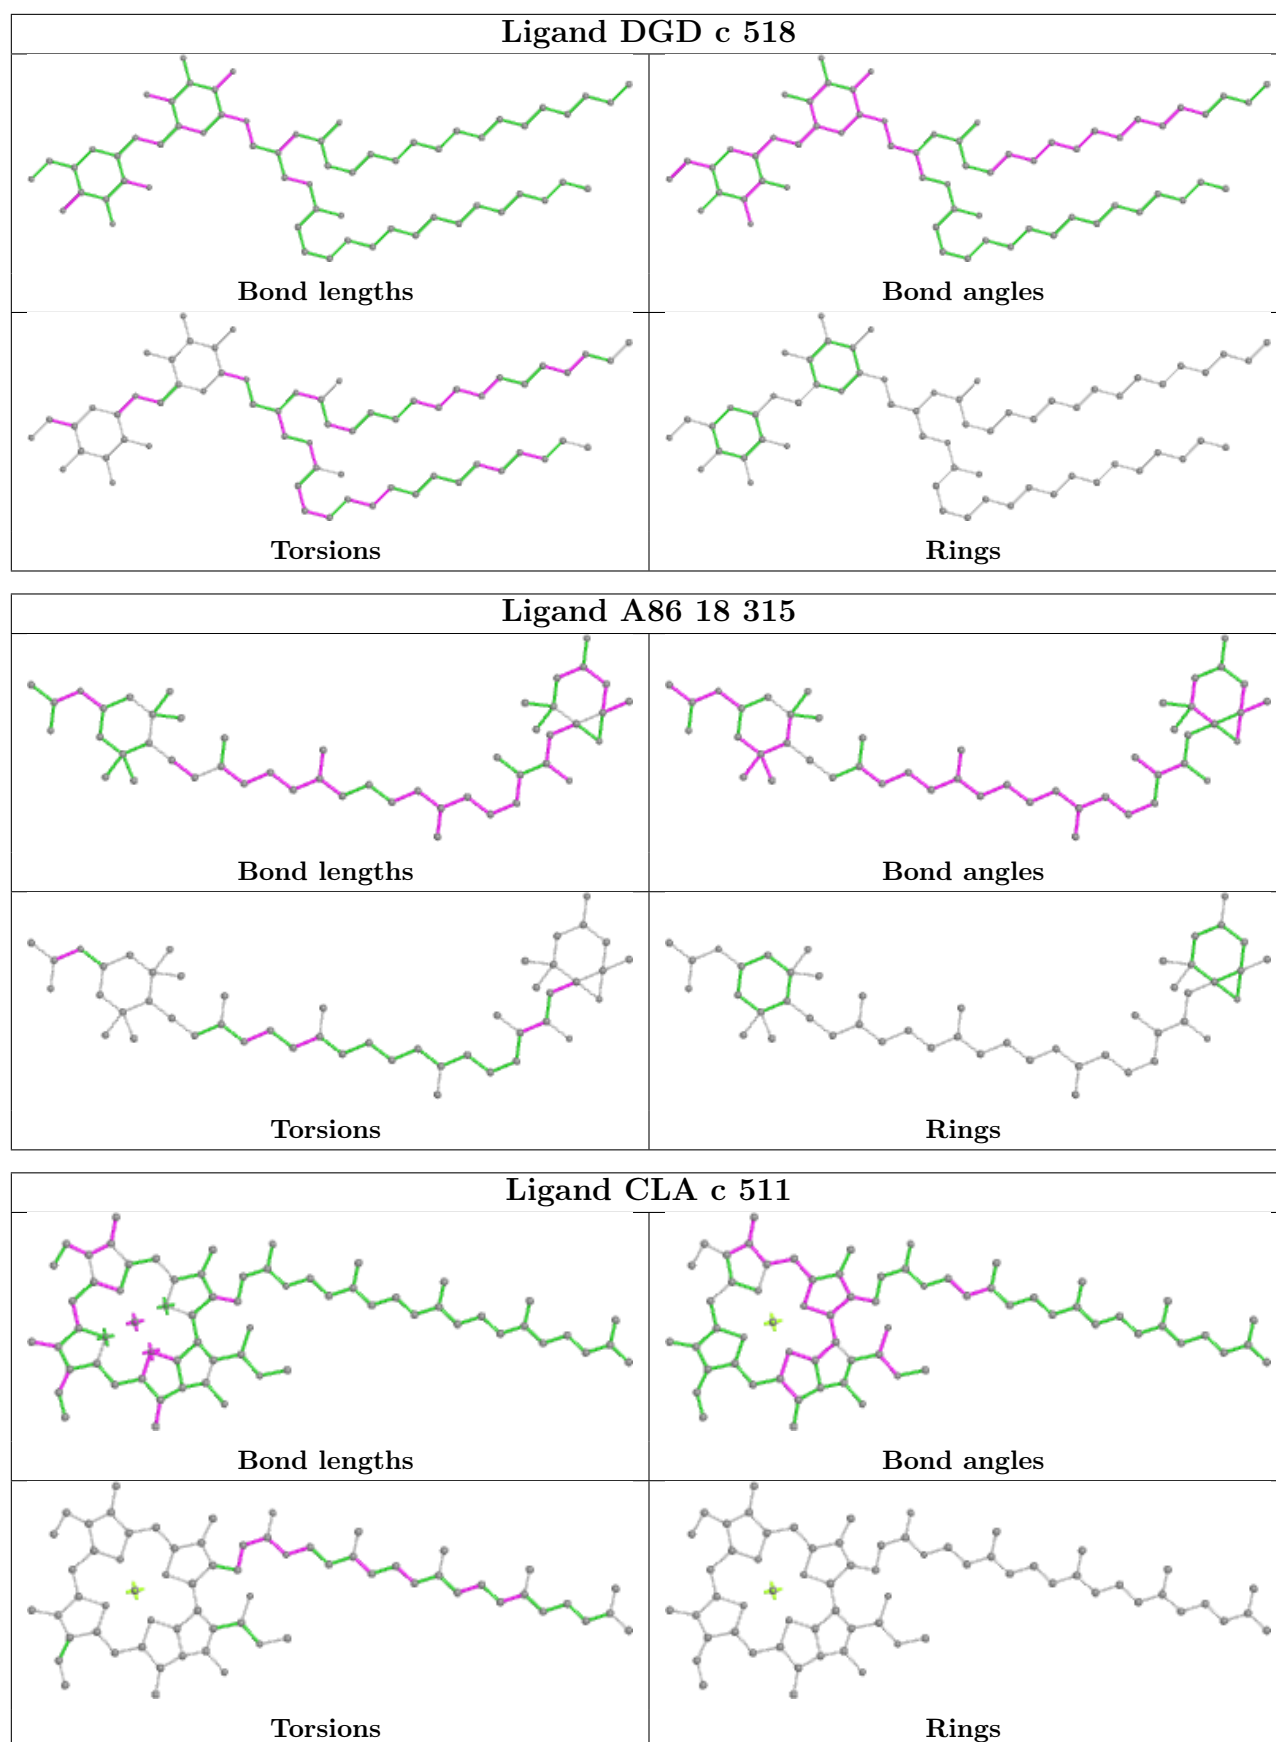 Ligand DGD c 518
Bond lengths
Bond angles
Torsions
Rings
Ligand A86 18 315
Bond lengths
Bond angles
Torsions
Rings
Ligand CLA c 511
Bond lengths
Bond angles
Torsions
Rings